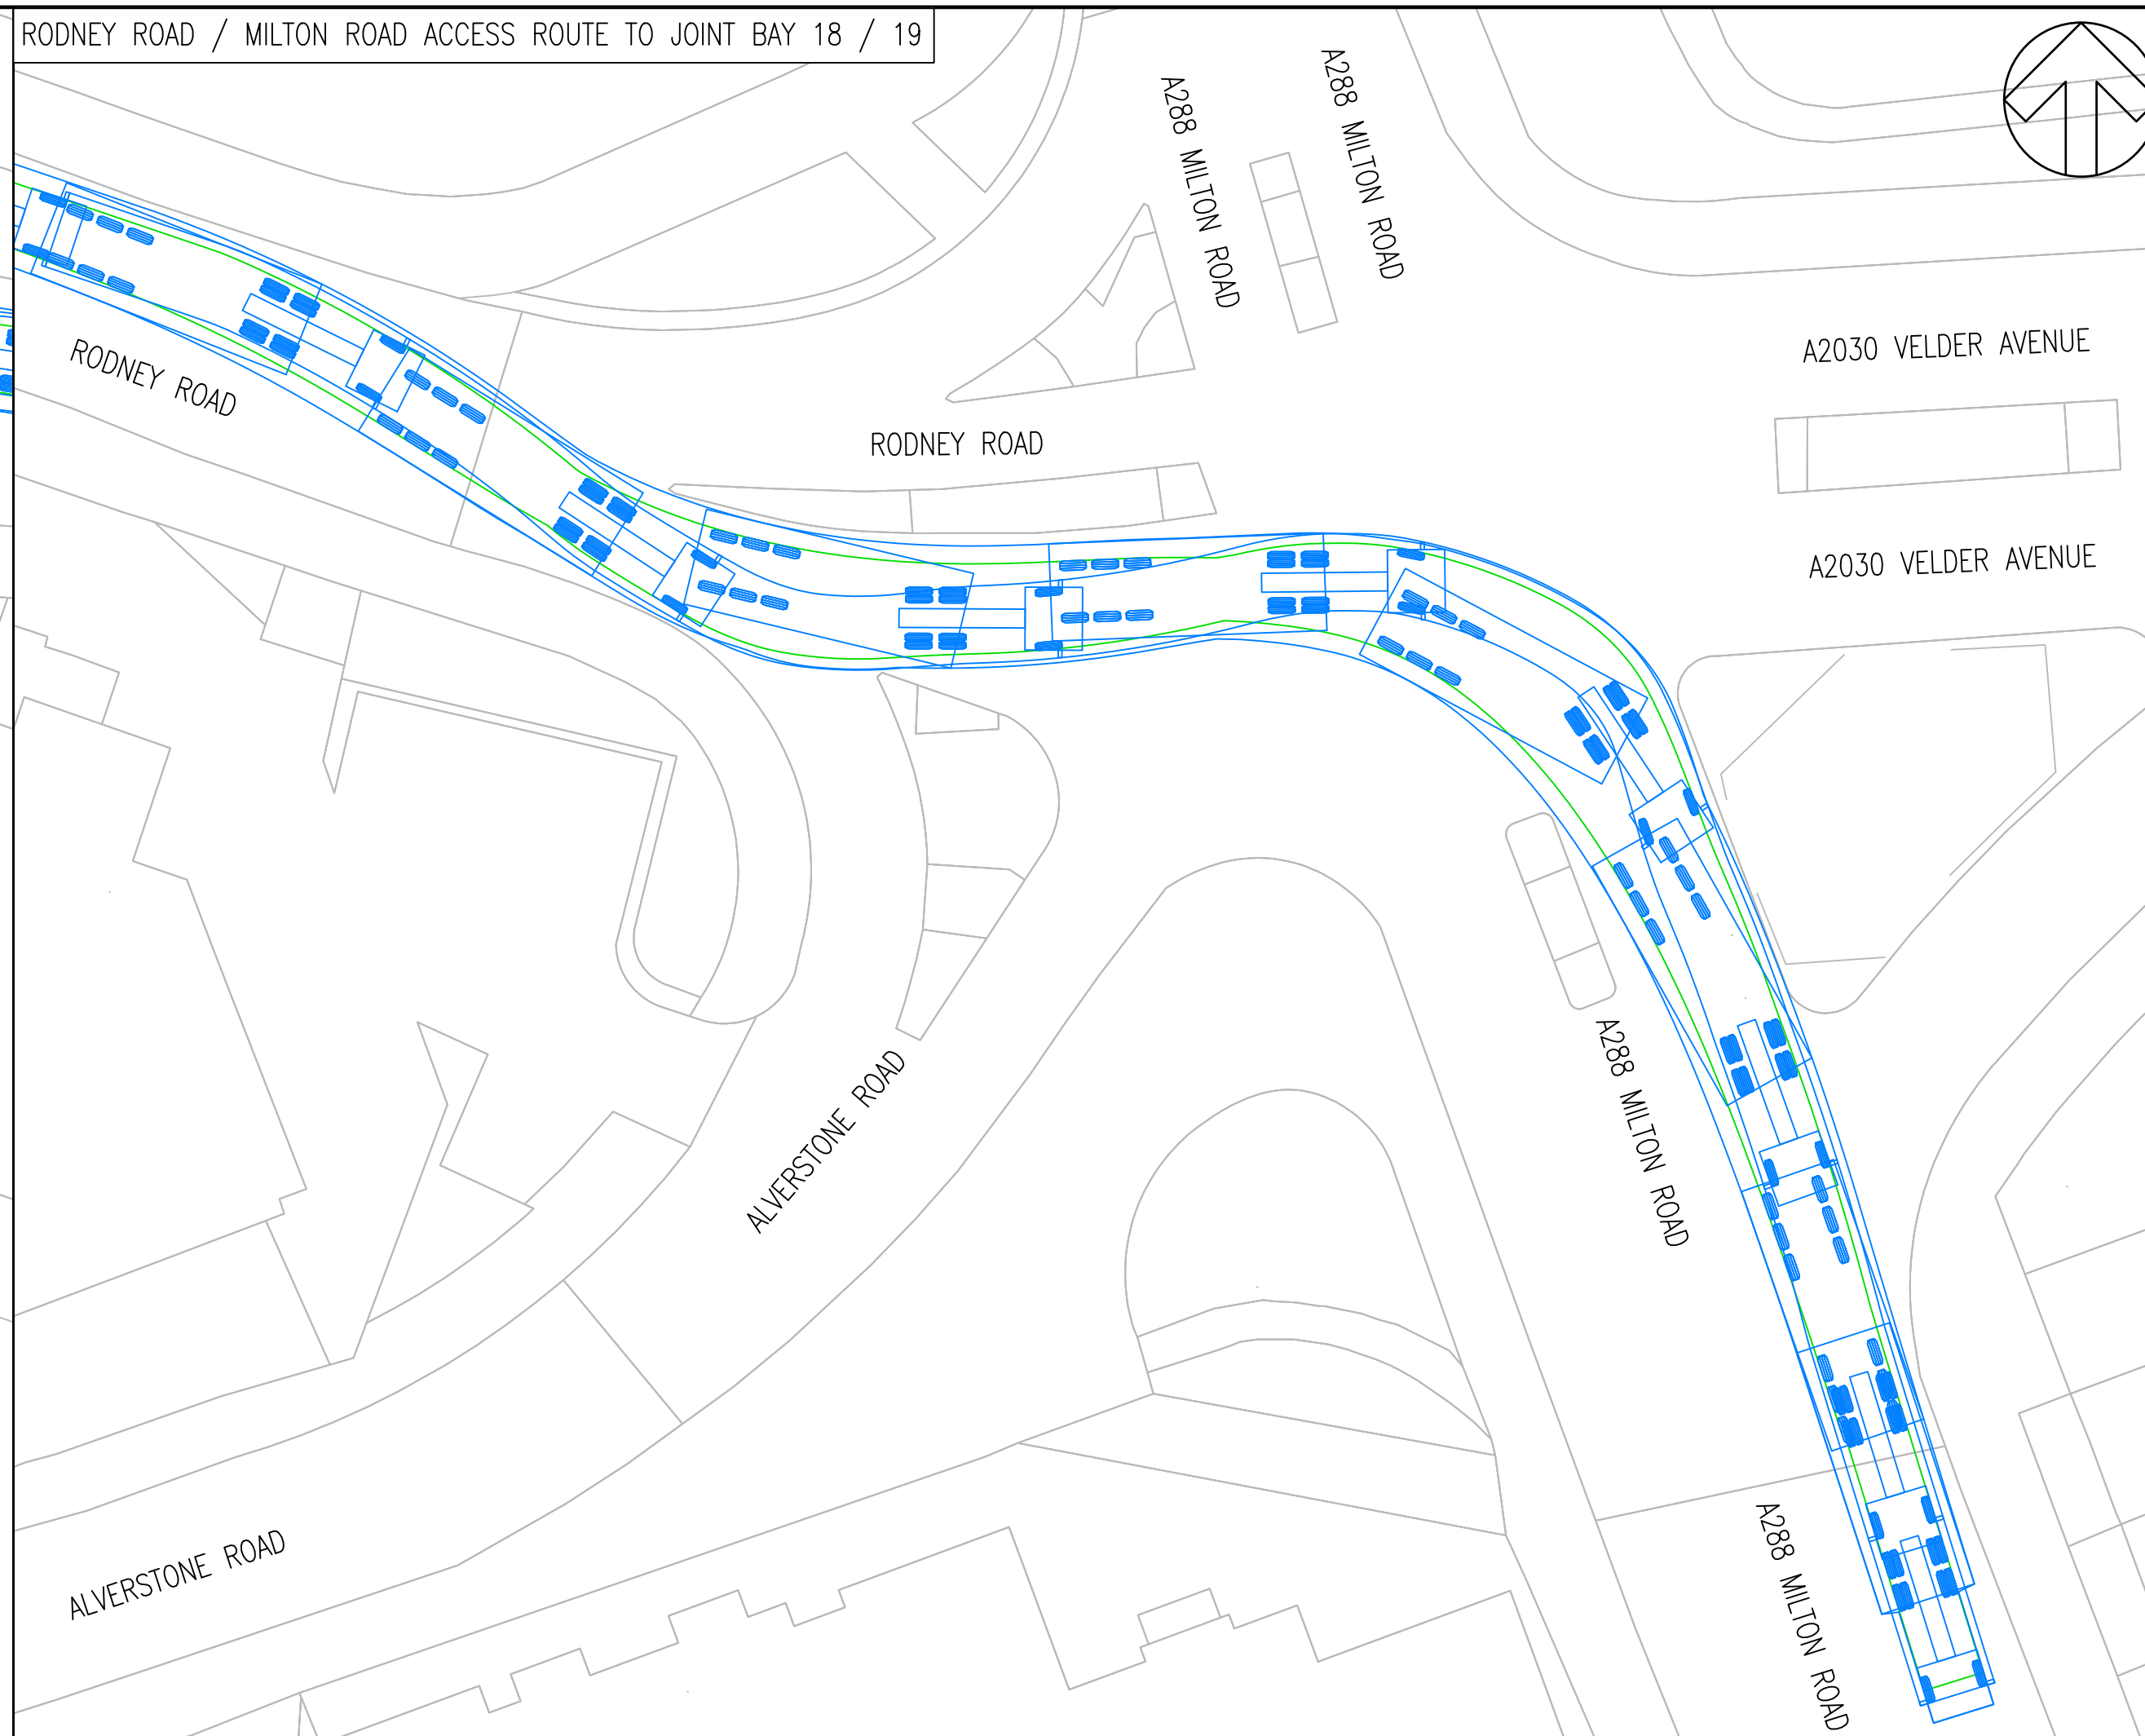 RODNEY ROAD / MILTON ROAD ACCESS ROUTE TO JOINT BAY 18 / 19
A288 MILTON ROAD
A288 MILTON ROAD
A2030 VELDER AVENUE
RODNEY ROAD
RODNEY ROAD
A2030 VELDER AVENUE
A288 MILTON ROAD
ALVERSTONE ROAD
ALVERSTONE ROAD
A288 MILTON ROAD